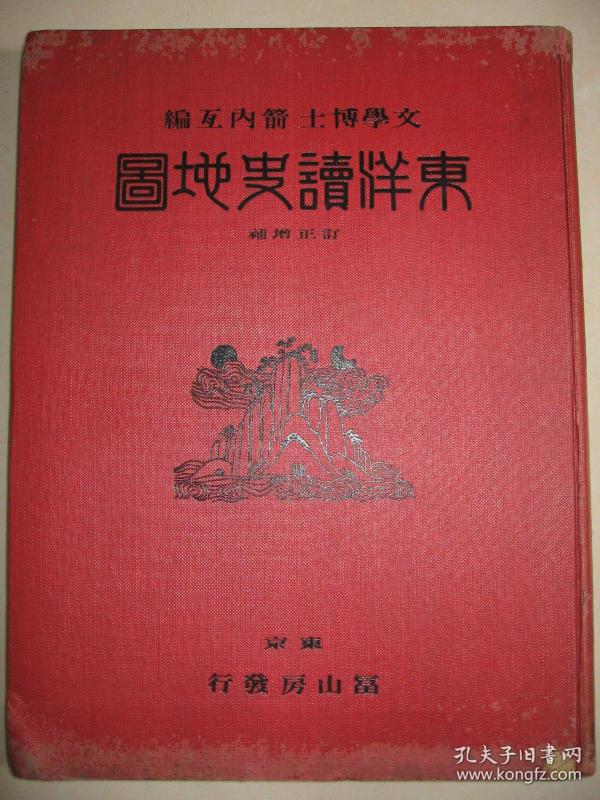 文學博士 箭内亙編
東洋讀史地圖
訂正增補
東京
冨山房發行
孔夫子旧书网
www.kongfz.com